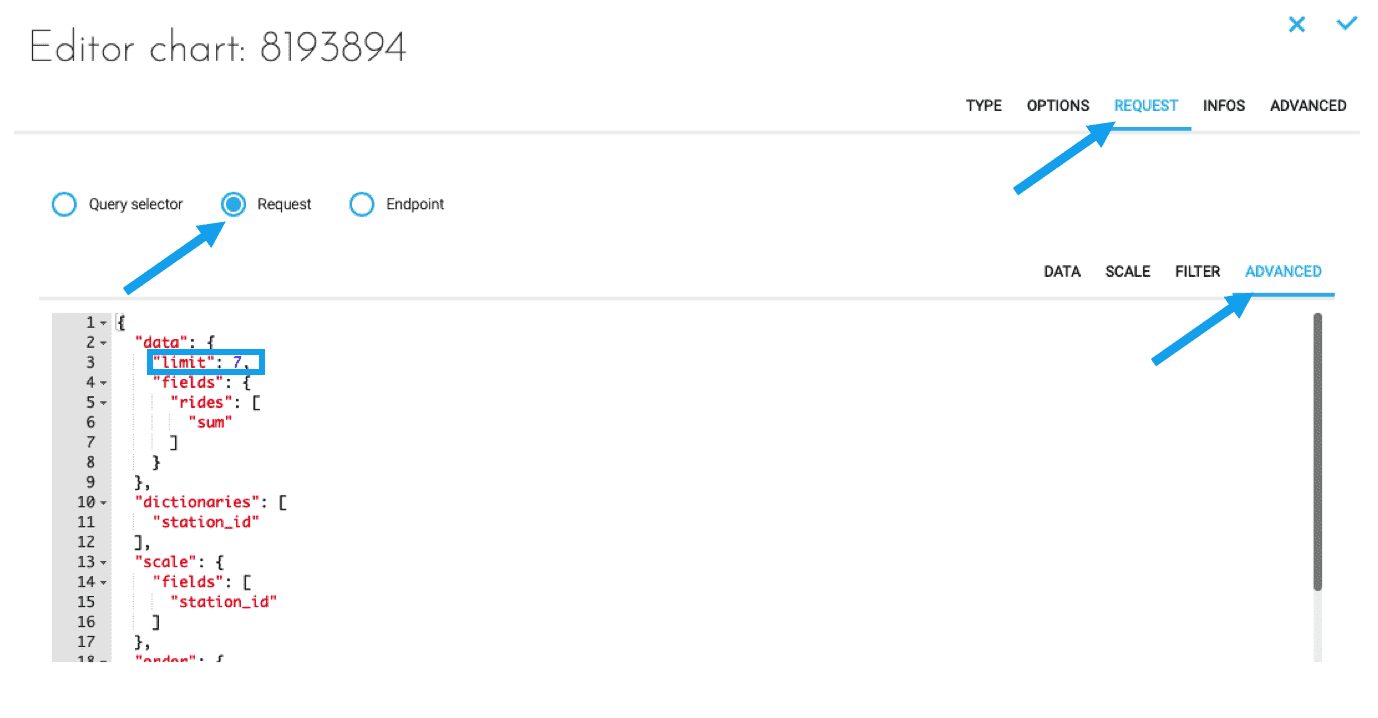 Editor chart: 8193894
TYPE OPTIONS REQUEST INFOS ADVANCED
Query selector Request Endpoint
DATA SCALE FILTER ADVANCED
1 {
2 "data": {
3 "limit": 7,
4 "fields": {
5 "rides": [
6 "sum"
7 ]
8 }
9 },
10 "dictionaries": [
11 "station_id"
12 ],
13 "scale": {
14 "fields": [
15 "station_id"
16 ]
17 },
18 "order": {